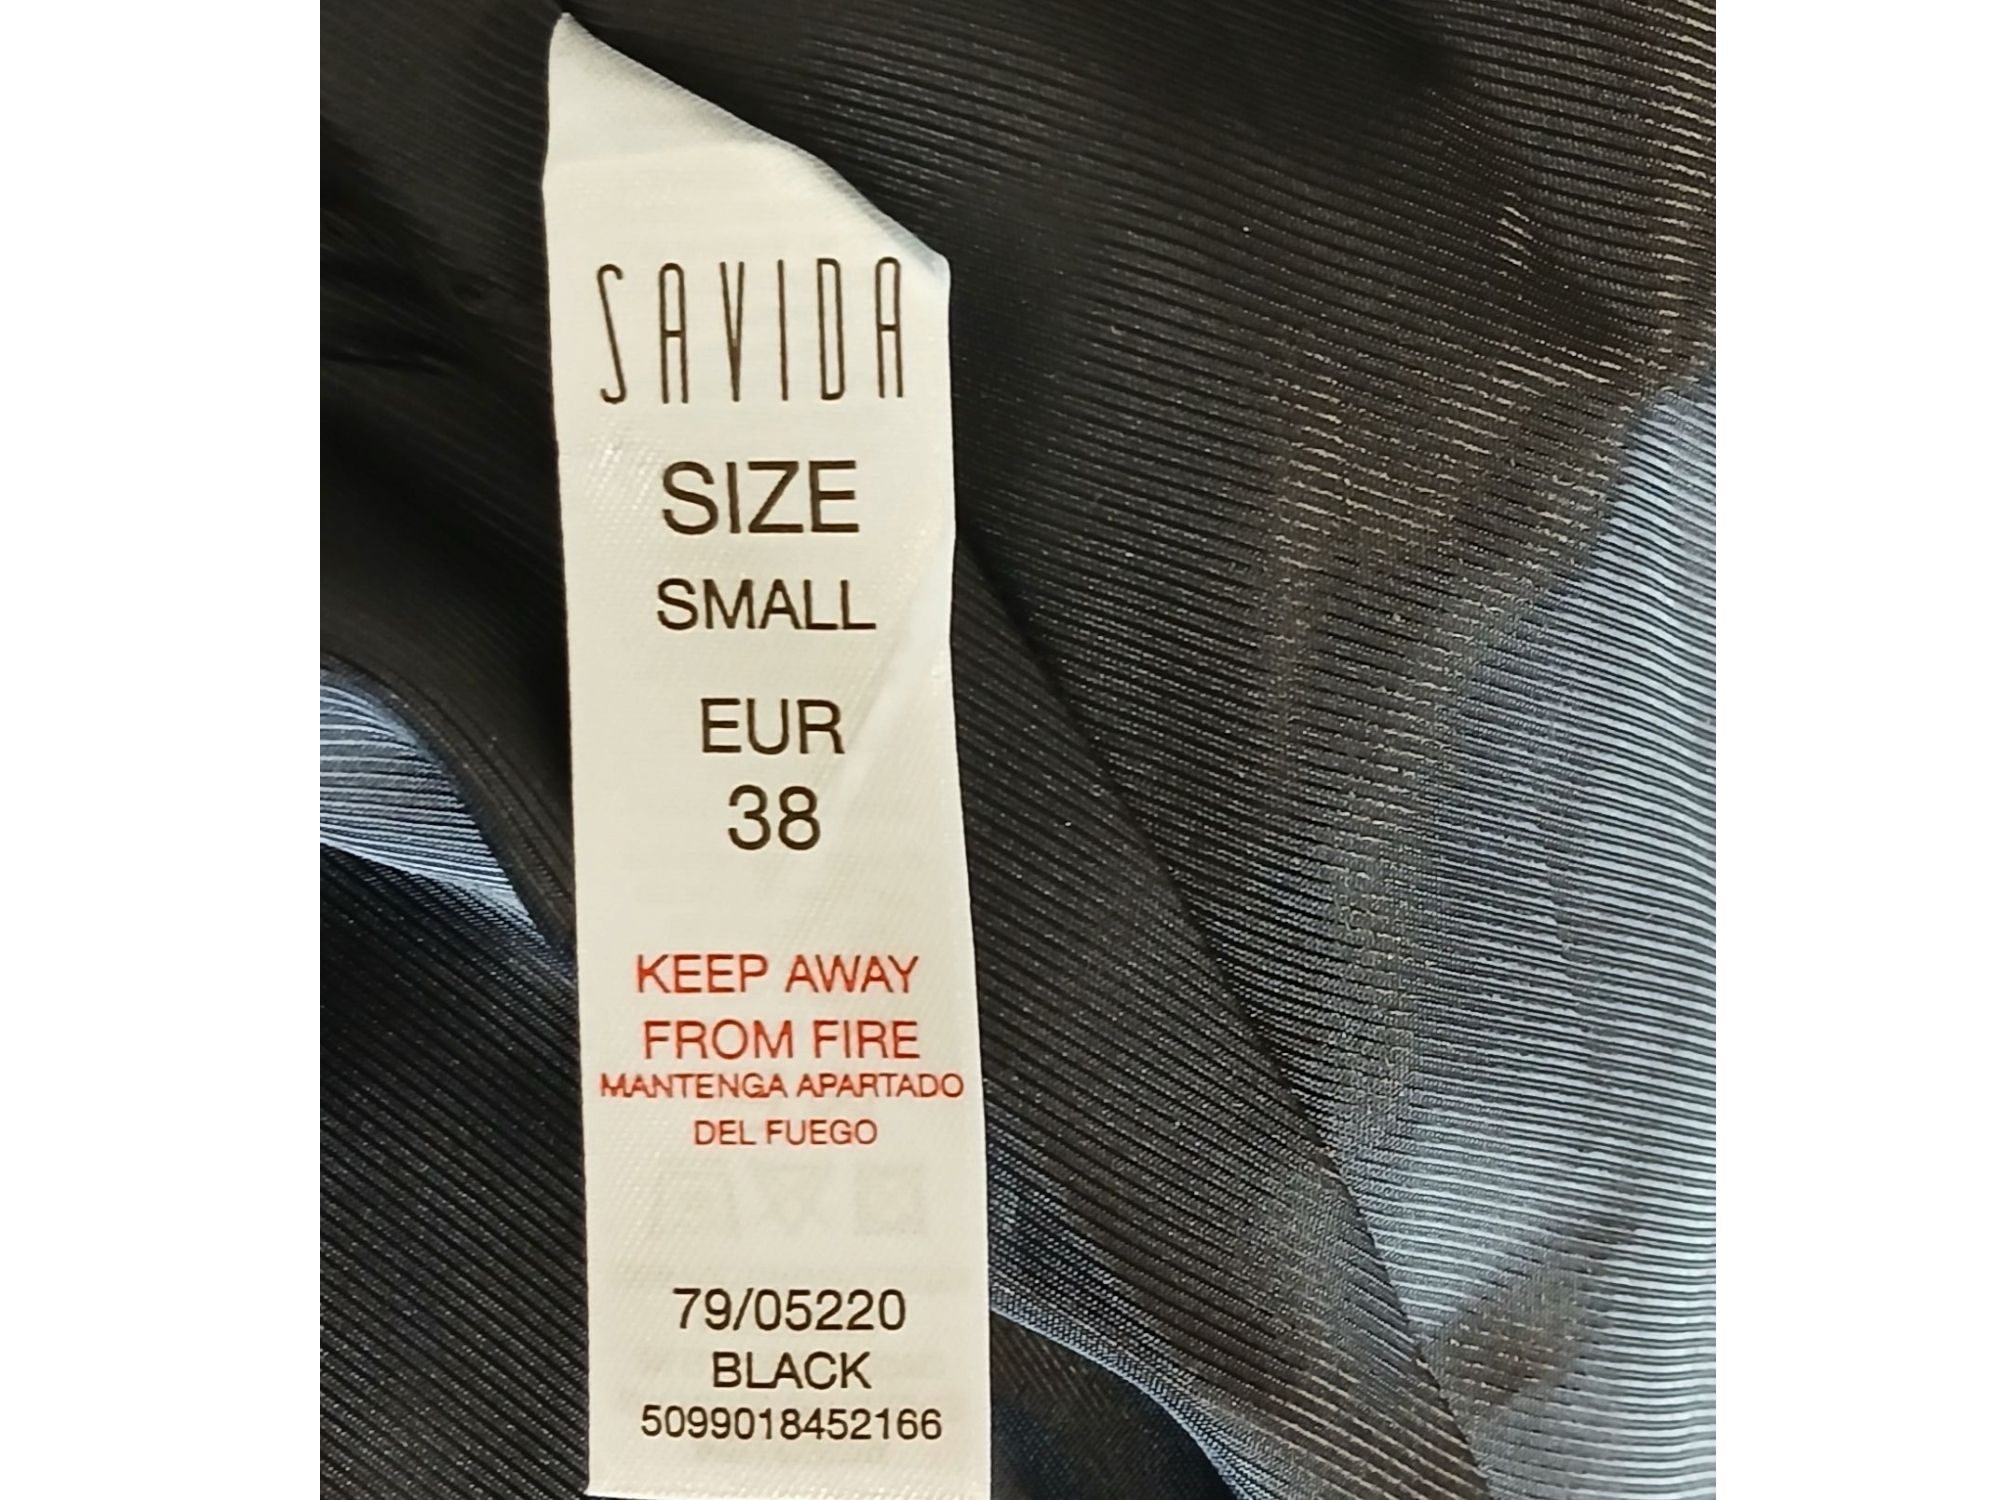 SAVIDA
SIZE
SMALL
EUR
38
KEEP AWAY
FROM FIRE
MANTENGA APARTADO
DEL FUEGO
79/05220
BLACK
5099018452166